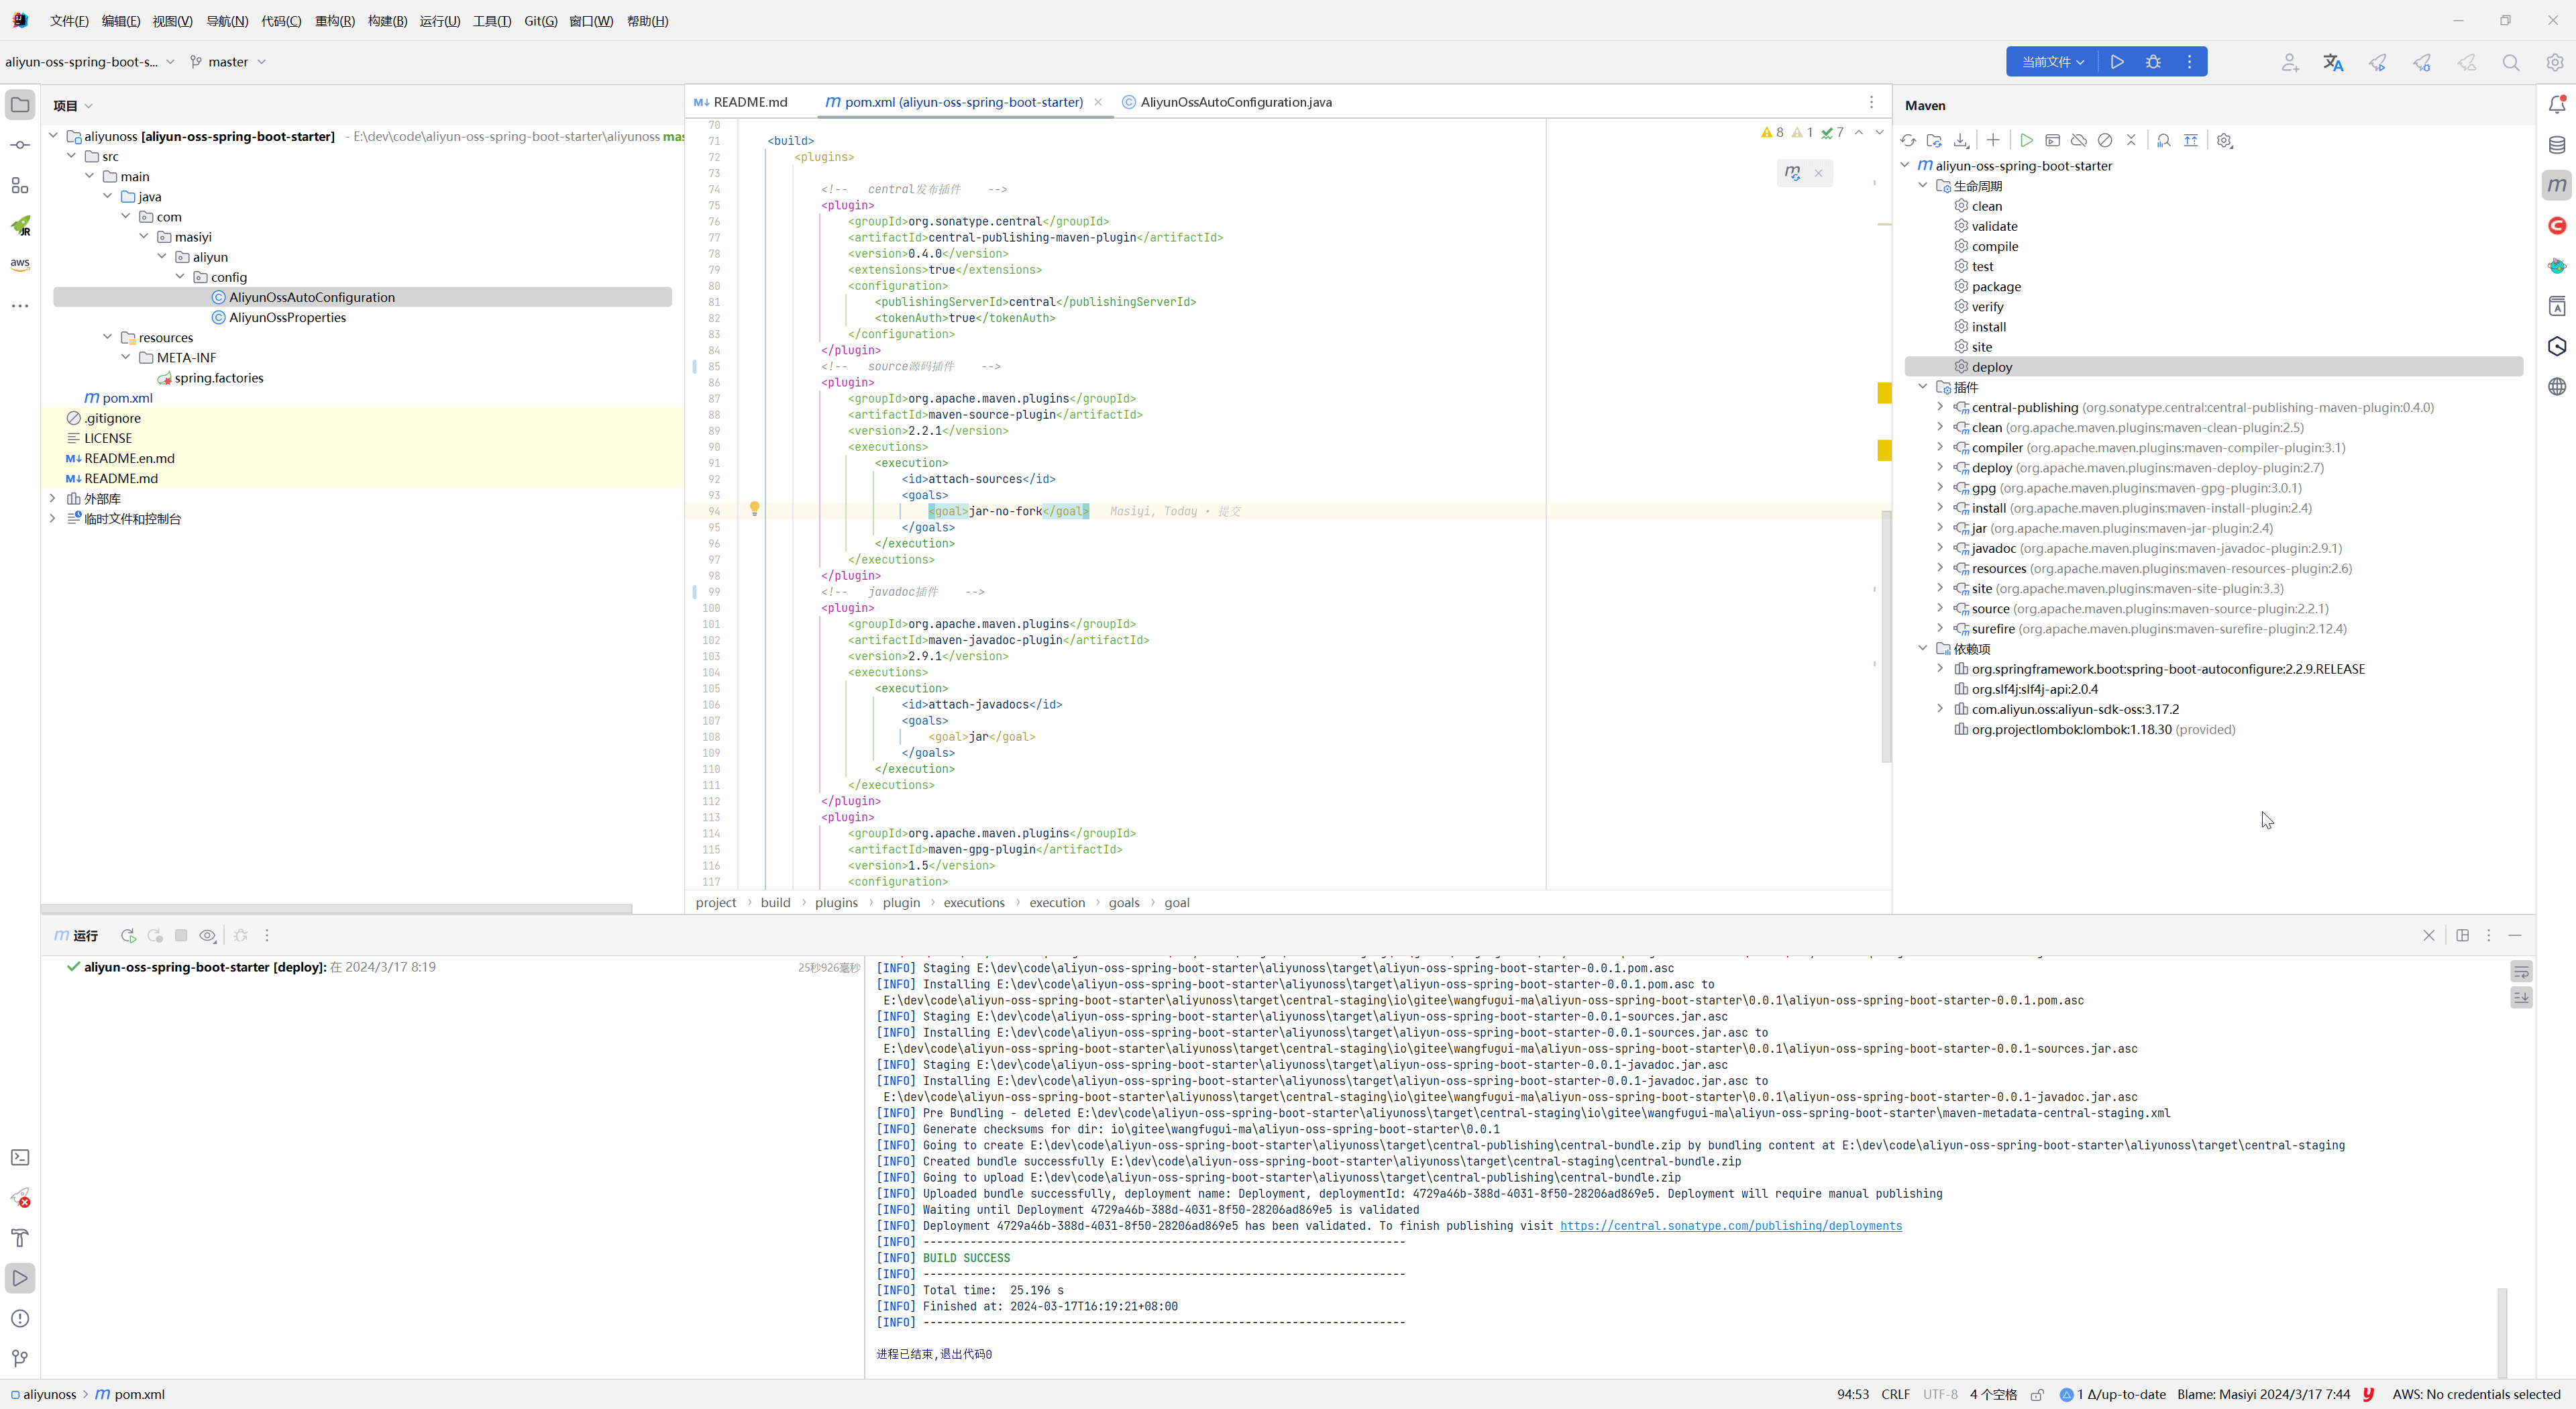 文件(F) 编辑(E) 视图(V) 导航(N) 代码(C) 重构(R) 构建(B) 运行(U) 工具(T) Git(G) 窗口(W) 帮助(H)
aliyun-oss-spring-boot-s... master 当前文件
项目
aliyunoss [aliyun-oss-spring-boot-starter] - E:\dev\code\aliyun-oss-spring-boot-starter\aliyunoss mas
src
main
java
com
masiyi
aliyun
config
AliyunOssAutoConfiguration
AliyunOssProperties
resources
META-INF
spring.factories
pom.xml
.gitignore
LICENSE
README.en.md
README.md
外部库
临时文件和控制台
JR
aws
README.md pom.xml (aliyun-oss-spring-boot-starter) AliyunOssAutoConfiguration.java
8 1 7
70
71 <build>
72 <plugins>
73
74 <!-- central发布插件 -->
75 <plugin>
76 <groupId>org.sonatype.central</groupId>
77 <artifactId>central-publishing-maven-plugin</artifactId>
78 <version>0.4.0</version>
79 <extensions>true</extensions>
80 <configuration>
81 <publishingServerId>central</publishingServerId>
82 <tokenAuth>true</tokenAuth>
83 </configuration>
84 </plugin>
85 <!-- source源码插件 -->
86 <plugin>
87 <groupId>org.apache.maven.plugins</groupId>
88 <artifactId>maven-source-plugin</artifactId>
89 <version>2.2.1</version>
90 <executions>
91 <execution>
92 <id>attach-sources</id>
93 <goals>
94 <goal>jar-no-fork</goal> Masiyi, Today • 提交
95 </goals>
96 </execution>
97 </executions>
98 </plugin>
99 <!-- javadoc插件 -->
100 <plugin>
101 <groupId>org.apache.maven.plugins</groupId>
102 <artifactId>maven-javadoc-plugin</artifactId>
103 <version>2.9.1</version>
104 <executions>
105 <execution>
106 <id>attach-javadocs</id>
107 <goals>
108 <goal>jar</goal>
109 </goals>
110 </execution>
111 </executions>
112 </plugin>
113 <plugin>
114 <groupId>org.apache.maven.plugins</groupId>
115 <artifactId>maven-gpg-plugin</artifactId>
116 <version>1.5</version>
117 <configuration>
project › build › plugins › plugin › executions › execution › goals › goal
Maven
aliyun-oss-spring-boot-starter
生命周期
clean
validate
compile
test
package
verify
install
site
deploy
插件
central-publishing (org.sonatype.central:central-publishing-maven-plugin:0.4.0)
clean (org.apache.maven.plugins:maven-clean-plugin:2.5)
compiler (org.apache.maven.plugins:maven-compiler-plugin:3.1)
deploy (org.apache.maven.plugins:maven-deploy-plugin:2.7)
gpg (org.apache.maven.plugins:maven-gpg-plugin:3.0.1)
install (org.apache.maven.plugins:maven-install-plugin:2.4)
jar (org.apache.maven.plugins:maven-jar-plugin:2.4)
javadoc (org.apache.maven.plugins:maven-javadoc-plugin:2.9.1)
resources (org.apache.maven.plugins:maven-resources-plugin:2.6)
site (org.apache.maven.plugins:maven-site-plugin:3.3)
source (org.apache.maven.plugins:maven-source-plugin:2.2.1)
surefire (org.apache.maven.plugins:maven-surefire-plugin:2.12.4)
依赖项
org.springframework.boot:spring-boot-autoconfigure:2.2.9.RELEASE
org.slf4j:slf4j-api:2.0.4
com.aliyun.oss:aliyun-sdk-oss:3.17.2
org.projectlombok:lombok:1.18.30 (provided)
运行
aliyun-oss-spring-boot-starter [deploy]: 在 2024/3/17 8:19 25秒926毫秒
[INFO] Staging E:\dev\code\aliyun-oss-spring-boot-starter\aliyunoss\target\aliyun-oss-spring-boot-starter-0.0.1.pom.asc
[INFO] Installing E:\dev\code\aliyun-oss-spring-boot-starter\aliyunoss\target\aliyun-oss-spring-boot-starter-0.0.1.pom.asc to
E:\dev\code\aliyun-oss-spring-boot-starter\aliyunoss\target\central-staging\io\gitee\wangfugui-ma\aliyun-oss-spring-boot-starter\0.0.1\aliyun-oss-spring-boot-starter-0.0.1.pom.asc
[INFO] Staging E:\dev\code\aliyun-oss-spring-boot-starter\aliyunoss\target\aliyun-oss-spring-boot-starter-0.0.1-sources.jar.asc
[INFO] Installing E:\dev\code\aliyun-oss-spring-boot-starter\aliyunoss\target\aliyun-oss-spring-boot-starter-0.0.1-sources.jar.asc to
E:\dev\code\aliyun-oss-spring-boot-starter\aliyunoss\target\central-staging\io\gitee\wangfugui-ma\aliyun-oss-spring-boot-starter\0.0.1\aliyun-oss-spring-boot-starter-0.0.1-sources.jar.asc
[INFO] Staging E:\dev\code\aliyun-oss-spring-boot-starter\aliyunoss\target\aliyun-oss-spring-boot-starter-0.0.1-javadoc.jar.asc
[INFO] Installing E:\dev\code\aliyun-oss-spring-boot-starter\aliyunoss\target\aliyun-oss-spring-boot-starter-0.0.1-javadoc.jar.asc to
E:\dev\code\aliyun-oss-spring-boot-starter\aliyunoss\target\central-staging\io\gitee\wangfugui-ma\aliyun-oss-spring-boot-starter\0.0.1\aliyun-oss-spring-boot-starter-0.0.1-javadoc.jar.asc
[INFO] Pre Bundling - deleted E:\dev\code\aliyun-oss-spring-boot-starter\aliyunoss\target\central-staging\io\gitee\wangfugui-ma\aliyun-oss-spring-boot-starter\maven-metadata-central-staging.xml
[INFO] Generate checksums for dir: io\gitee\wangfugui-ma\aliyun-oss-spring-boot-starter\0.0.1
[INFO] Going to create E:\dev\code\aliyun-oss-spring-boot-starter\aliyunoss\target\central-publishing\central-bundle.zip by bundling content at E:\dev\code\aliyun-oss-spring-boot-starter\aliyunoss\target\central-staging
[INFO] Created bundle successfully E:\dev\code\aliyun-oss-spring-boot-starter\aliyunoss\target\central-staging\central-bundle.zip
[INFO] Going to upload E:\dev\code\aliyun-oss-spring-boot-starter\aliyunoss\target\central-publishing\central-bundle.zip
[INFO] Uploaded bundle successfully, deployment name: Deployment, deploymentId: 4729a46b-388d-4031-8f50-28206ad869e5. Deployment will require manual publishing
[INFO] Waiting until Deployment 4729a46b-388d-4031-8f50-28206ad869e5 is validated
[INFO] Deployment 4729a46b-388d-4031-8f50-28206ad869e5 has been validated. To finish publishing visit https://central.sonatype.com/publishing/deployments
[INFO] ------------------------------------------------------------------------
[INFO] BUILD SUCCESS
[INFO] ------------------------------------------------------------------------
[INFO] Total time:  25.196 s
[INFO] Finished at: 2024-03-17T16:19:21+08:00
[INFO] ------------------------------------------------------------------------
进程已结束,退出代码0
aliyunoss › pom.xml 94:53 CRLF UTF-8 4 个空格 1 Δ/up-to-date Blame: Masiyi 2024/3/17 7:44 AWS: No credentials selected